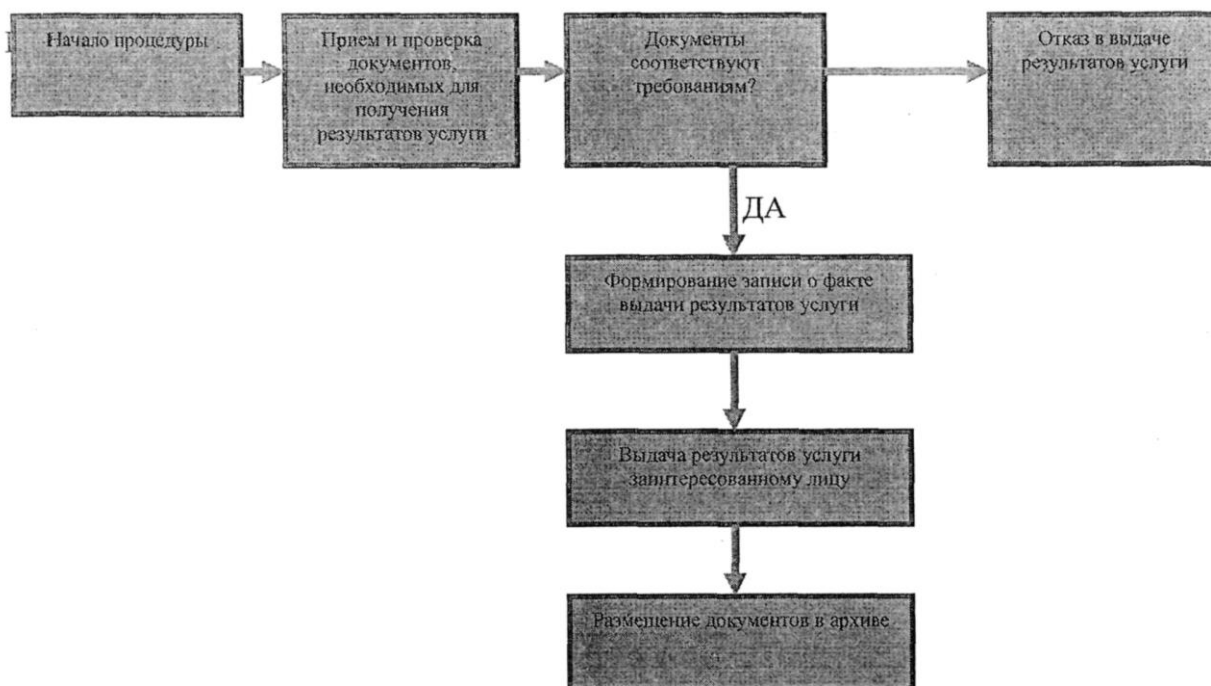 Начало процедуры
Прием и проверка
документов,
необходимых для
получения
результатов услуги
Документы
соответствуют
требованиям?
Отказ в выдаче
результатов услуги
ДА
Формирование записи о факте
выдачи результатов услуги
Выдача результатов услуги
заинтересованному лицу
Размещение документов в архиве